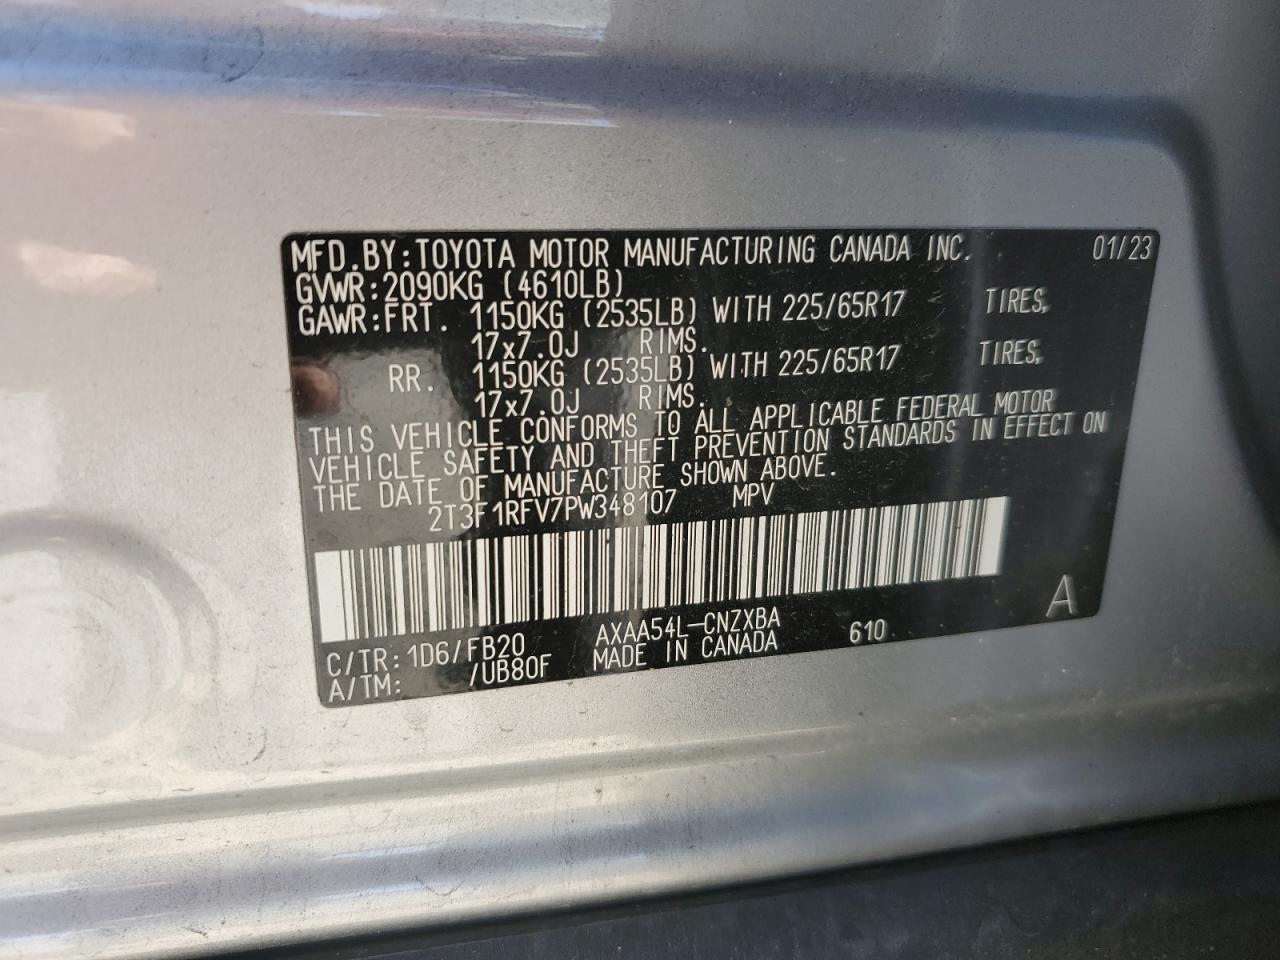 MFD.BY:TOYOTA MOTOR MANUFACTURING CANADA INC. 01/23
GVWR:2090KG (4610LB)
GAWR:FRT. 1150KG (2535LB) WITH 225/65R17 TIRES,
17x7.0J RIMS.
RR. 1150KG (2535LB) WITH 225/65R17 TIRES,
17x7.0J RIMS.
THIS VEHICLE CONFORMS TO ALL APPLICABLE FEDERAL MOTOR
VEHICLE SAFETY AND THEFT PREVENTION STANDARDS IN EFFECT ON
THE DATE OF MANUFACTURE SHOWN ABOVE.
2T3F1RFV7PW348107 MPV
A
C/TR:1D6/FB20 AXAA54L-CNZXBA 610
A/TM: /UB80F MADE IN CANADA